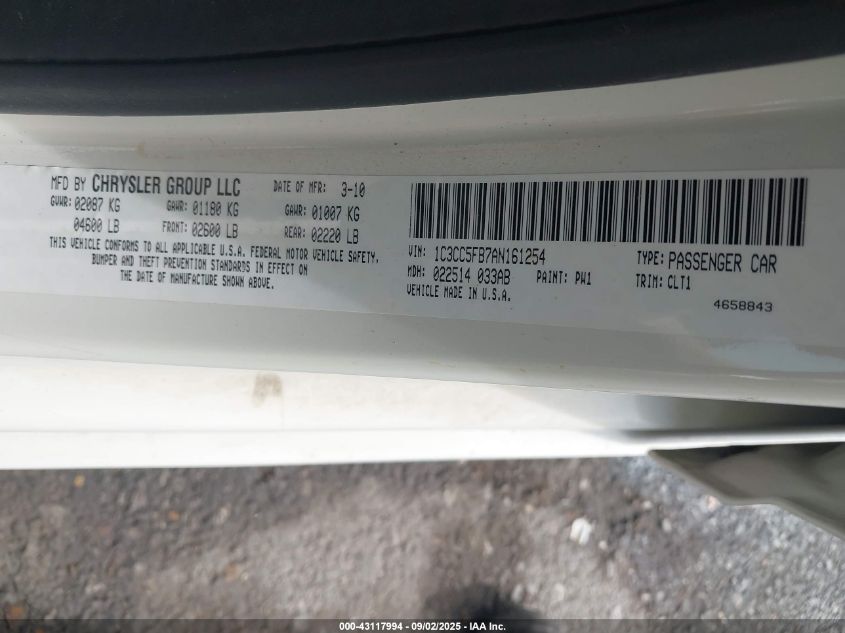 MFD BY CHRYSLER GROUP LLC DATE OF MFR: 3-10
GVWR: 02087 KG GAWR: 01180 KG GAWR: 01007 KG
04600 LB FRONT: 02600 LB REAR: 02220 LB
THIS VEHICLE CONFORMS TO ALL APPLICABLE U.S.A. FEDERAL MOTOR VEHICLE SAFETY,
BUMPER AND THEFT PREVENTION STANDARDS IN EFFECT ON
THE DATE OF MANUFACTURE SHOWN ABOVE.
VIN: 1C3CC5FB7AN161254 TYPE: PASSENGER CAR
MDH: 022514 033AB PAINT: PW1 TRIM: CLT1
VEHICLE MADE IN U.S.A.
4658843
000-43117994 - 09/02/2025 - IAA Inc.